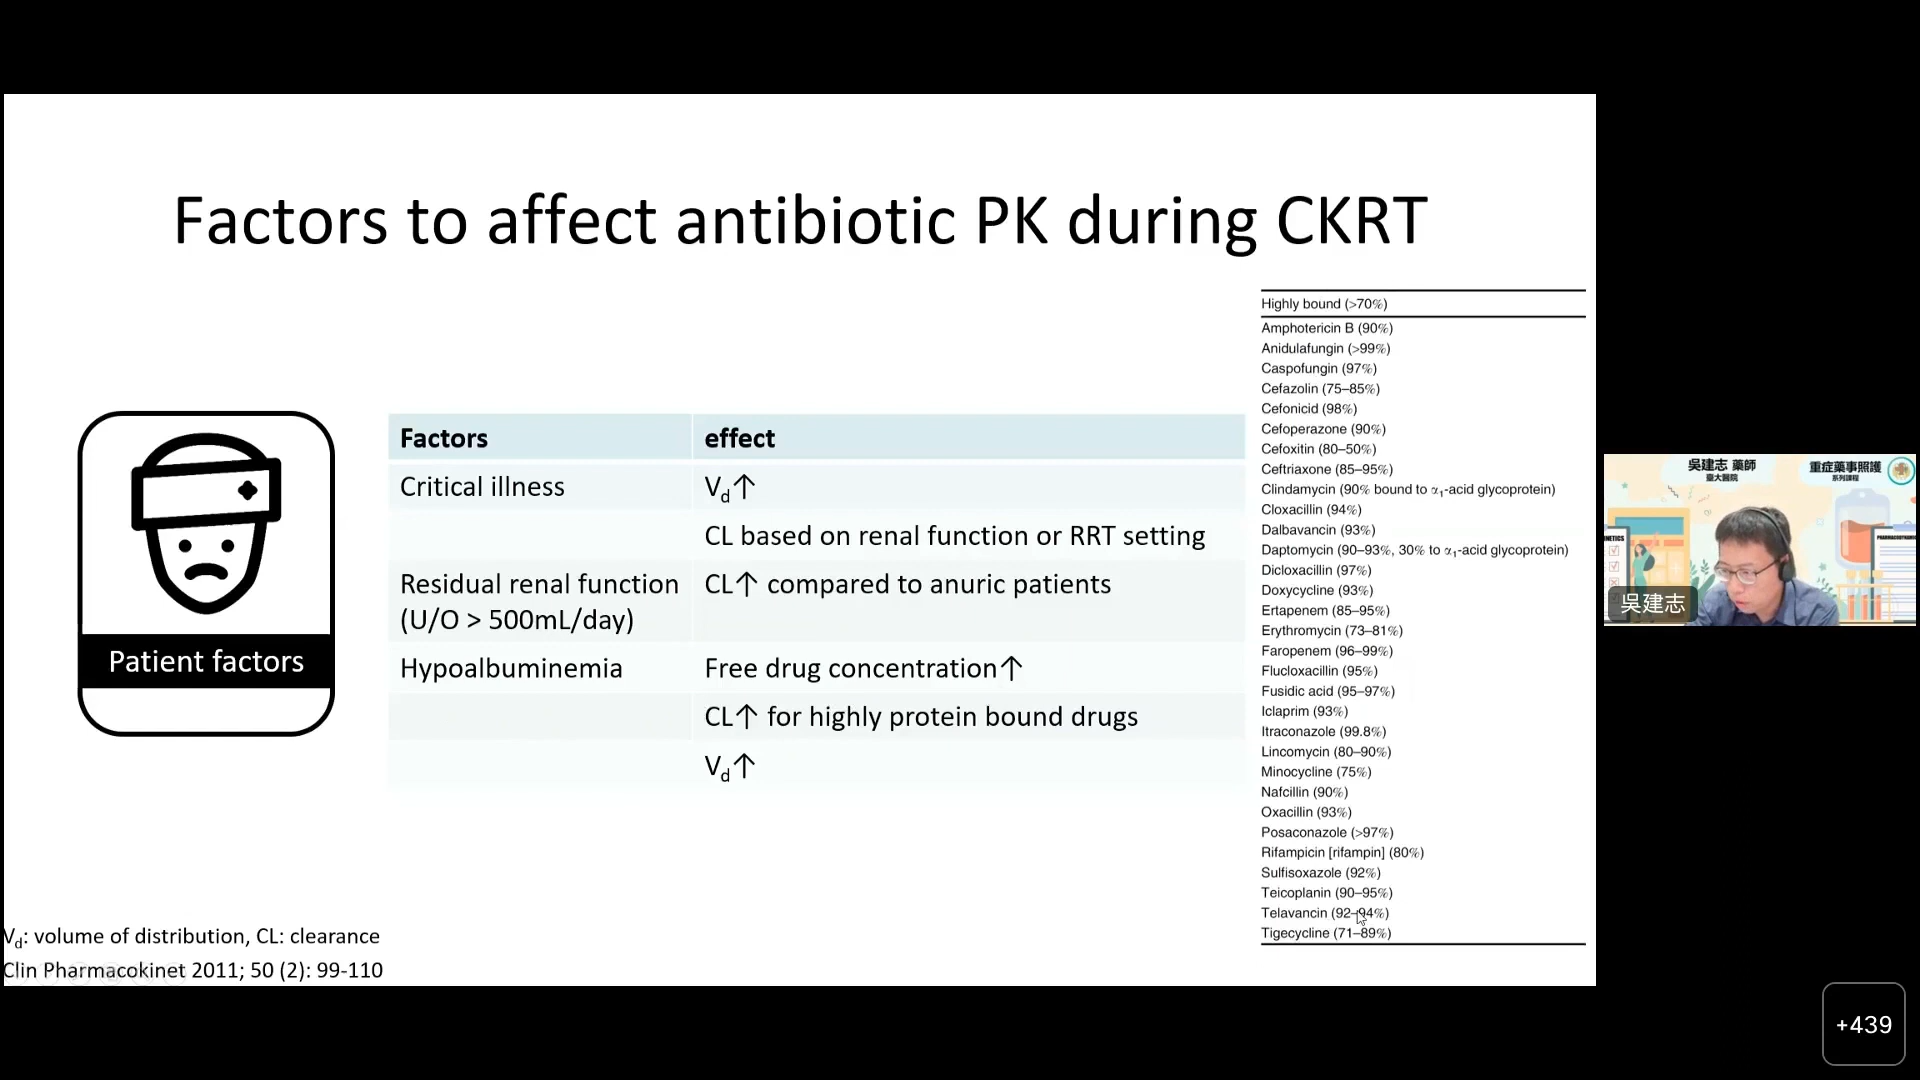 Factors to affect antibiotic PK during CKRT
Patient factors
Factors effect
Critical illness Vd↑
CL based on renal function or RRT setting
Residual renal function CL↑ compared to anuric patients
(U/O > 500mL/day)
Hypoalbuminemia Free drug concentration↑
CL↑ for highly protein bound drugs
Vd↑
Highly bound (>70%)
Amphotericin B (90%)
Anidulafungin (>99%)
Caspofungin (97%)
Cefazolin (75–85%)
Cefonicid (98%)
Cefoperazone (90%)
Cefoxitin (80–50%)
Ceftriaxone (85–95%)
Clindamycin (90% bound to α1-acid glycoprotein)
Cloxacillin (94%)
Dalbavancin (93%)
Daptomycin (90–93%, 30% to α1-acid glycoprotein)
Dicloxacillin (97%)
Doxycycline (93%)
Ertapenem (85–95%)
Erythromycin (73–81%)
Faropenem (96–99%)
Flucloxacillin (95%)
Fusidic acid (95–97%)
Iclaprim (93%)
Itraconazole (99.8%)
Lincomycin (80–90%)
Minocycline (75%)
Nafcillin (90%)
Oxacillin (93%)
Posaconazole (>97%)
Rifampicin [rifampin] (80%)
Sulfisoxazole (92%)
Teicoplanin (90–95%)
Telavancin (92–94%)
Tigecycline (71–89%)
Vd: volume of distribution, CL: clearance
Clin Pharmacokinet 2011; 50 (2): 99-110
吳建志 藥師
臺大醫院
重症藥事照護
系列課程
吳建志
+439